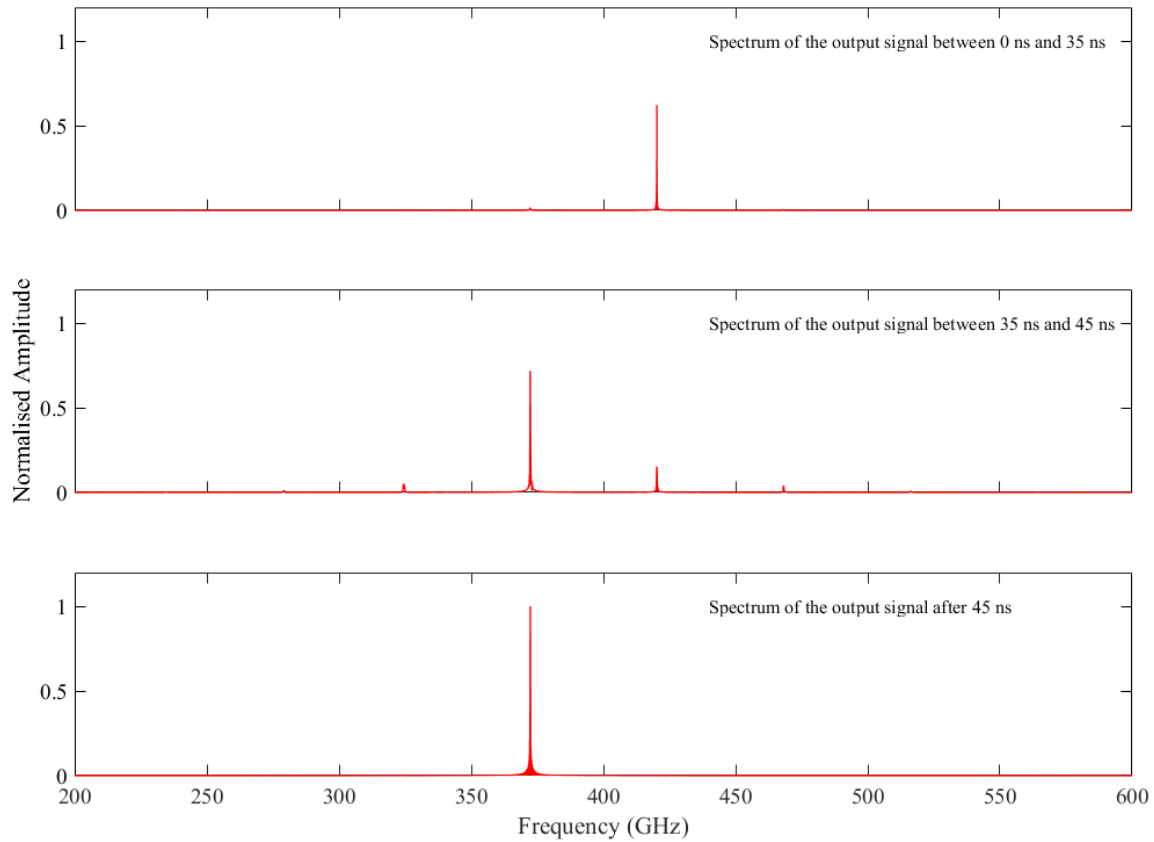 Spectrum of the output signal between 0 ns and 35 ns
1
0.5
0
Spectrum of the output signal between 35 ns and 45 ns
1
0.5
0
Normalised Amplitude
Spectrum of the output signal after 45 ns
1
0.5
0
200 250 300 350 400 450 500 550 600
Frequency (GHz)